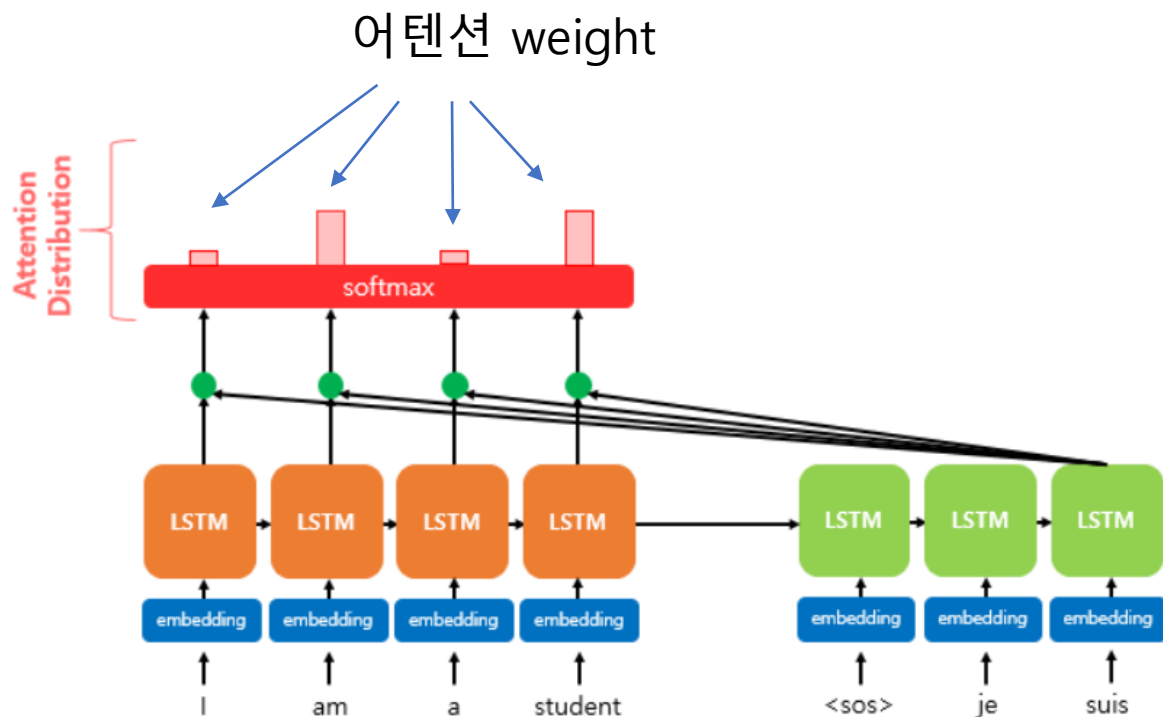 어텐션 weight
Attention
Distribution
softmax
LSTM LSTM LSTM LSTM LSTM LSTM LSTM
embedding embedding embedding embedding embedding embedding embedding
I am a student <sos> je suis